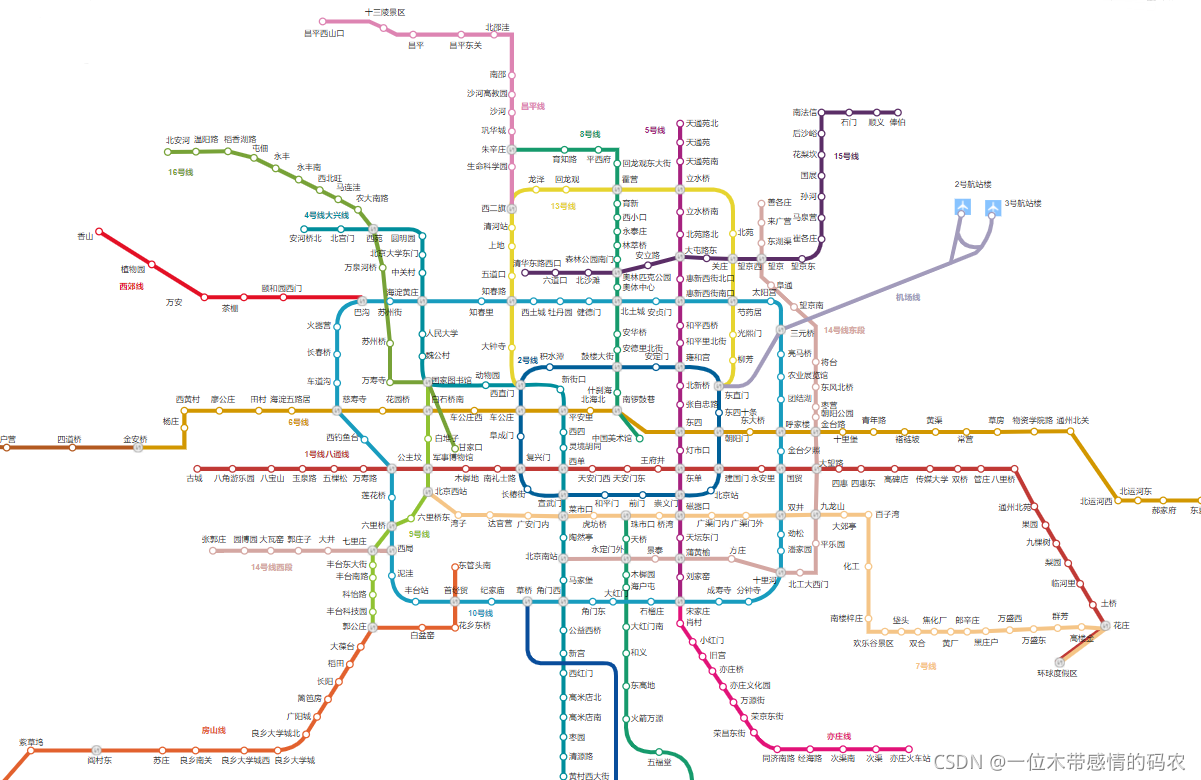 十三陵景区
昌平西山口
北邵洼
昌平
昌平东关
南邵
沙河高教园
昌平线
沙河
巩华城
朱辛庄
生命科学园
8号线
育知路
平西府
回龙观东大街
5号线
天通苑北
天通苑
天通苑南
立水桥
南法信
石门
顺义
俸伯
后沙峪
花梨坎
15号线
国展
孙河
马泉营
崔各庄
2号航站楼
3号航站楼
北安河
温阳路
稻香湖路
屯佃
永丰
永丰南
西北旺
马连洼
农大南路
16号线
4号线大兴线
安河桥北
北宫门
西苑
圆明园
北京大学东门
万泉河桥
中关村
海淀黄庄
龙泽
回龙观
霍营
13号线
西二旗
清河站
上地
五道口
育新
西小口
永泰庄
林萃桥
立水桥南
北苑路北
大屯路东
北苑
善各庄
来广营
东湖渠
香山
植物园
西郊线
万安
茶棚
颐和园西门
巴沟
苏州街
清华东路西口
六道口
北沙滩
森林公园南门
安立路
奥林匹克公园
奥体中心
关庄
望京西
望京
望京东
惠新西街北口
惠新西街南口
太阳宫
阜通
望京南
机场线
14号线东段
火器营
长春桥
车道沟
慈寿寺
苏州桥
万寿寺
人民大学
魏公村
国家图书馆
知春里
知春路
大钟寺
西土城
牡丹园
健德门
北土城
安贞门
安华桥
安德里北街
和平西桥
和平里北街
芍药居
光熙门
柳芳
三元桥
亮马桥
农业展览馆
团结湖
将台
东风北桥
枣营
朝阳公园
2号线
积水潭
鼓楼大街
安定门
雍和宫
动物园
西直门
新街口
什刹海
南锣鼓巷
北新桥
张自忠路
东直门
东四十条
西黄村
廖公庄
田村
海淀五路居
花园桥
白石桥南
车公庄西
车公庄
平安里
北海北
中国美术馆
东四
朝阳门
东大桥
呼家楼
金台路
十里堡
青年路
褡裢坡
黄渠
常营
草房
物资学院路
通州北关
杨庄
6号线
户营
四道桥
金安桥
西钓鱼台
白堆子
甘家口
阜成门
西四
灵境胡同
西单
灯市口
金台夕照
1号线八通线
公主坟
军事博物馆
复兴门
王府井
大望路
古城
八角游乐园
八宝山
玉泉路
五棵松
万寿路
木樨地
南礼士路
天安门西
天安门东
东单
建国门
永安里
国贸
四惠
四惠东
高碑店
传媒大学
双桥
管庄
八里桥
莲花桥
北京西站
长椿街
宣武门
和平门
前门
崇文门
北京站
通州北苑
北运河西
北运河东
郝家府
六里桥
六里桥东
湾子
达官营
广安门内
菜市口
虎坊桥
珠市口
桥湾
磁器口
广渠门内
广渠门外
双井
九龙山
大郊亭
百子湾
果园
九棵树
梨园
临河里
土桥
花庄
张郭庄
园博园
大瓦窑
郭庄子
大井
七里庄
9号线
西局
14号线西段
陶然亭
天桥
天坛东门
劲松
潘家园
平乐园
北京南站
永定门外
景泰
蒲黄榆
方庄
十里河
北工大西门
化工
丰台东大街
丰台南路
科怡路
丰台科技园
郭公庄
泥洼
东管头南
丰台站
首经贸
纪家庙
草桥
角门西
马家堡
木樨园
海户屯
大红门
刘家窑
成寿寺
分钟寺
10号线
角门东
石榴庄
宋家庄
南楼梓庄
白盆窑
花乡东桥
公益西桥
大红门南
肖村
小红门
旧宫
欢乐谷景区
垡头
双合
焦化厂
黄厂
郎辛庄
黑庄户
万盛西
万盛东
群芳
高楼金
环球度假区
7号线
大葆台
稻田
长阳
篱笆房
广阳城
良乡大学城北
新宫
西红门
高米店北
高米店南
枣园
清源路
黄村西大街
和义
东高地
火箭万源
五福堂
亦庄桥
亦庄文化园
万源街
荣京东街
荣昌东街
房山线
亦庄线
紫草坞
阎村东
苏庄
良乡南关
良乡大学城西
良乡大学城
同济南路
经海路
次渠南
次渠
亦庄火车站
CSDN @一位木带感情的码农